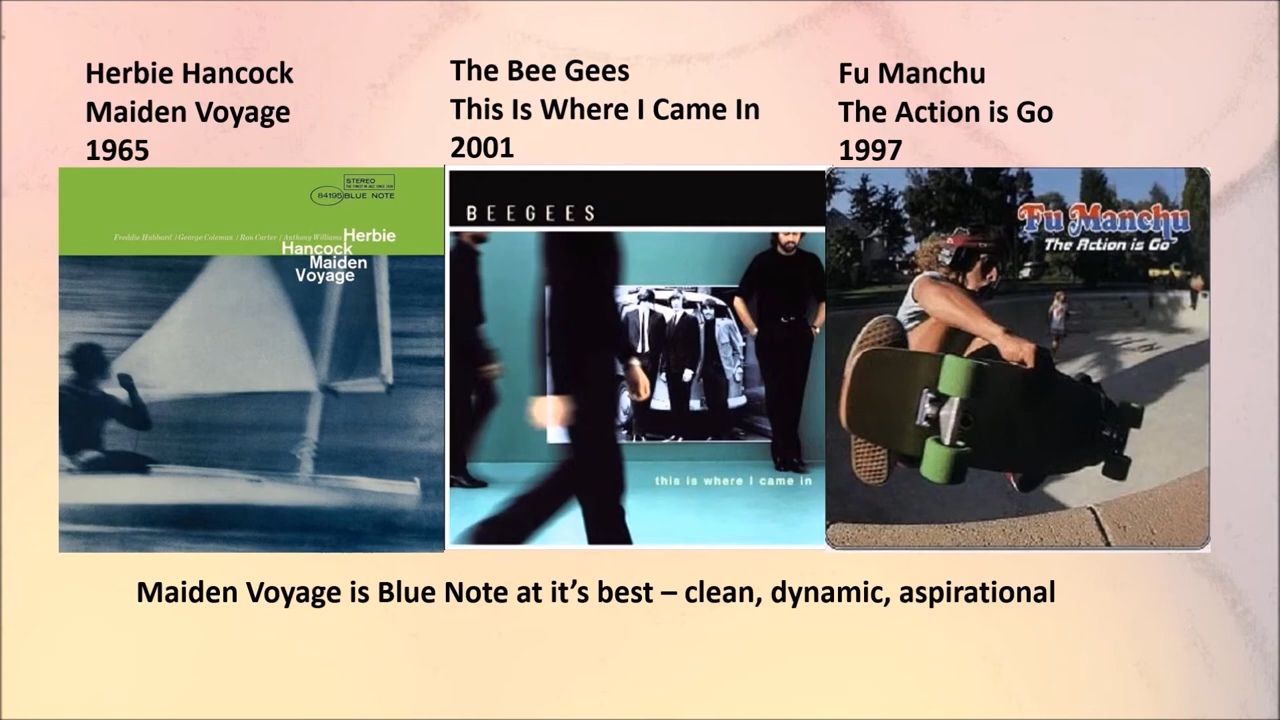 Herbie Hancock
Maiden Voyage
1965
The Bee Gees
This Is Where I Came In
2001
Fu Manchu
The Action is Go
1997
STEREO
84195 BLUE NOTE
Freddie Hubbard / George Coleman / Ron Carter / Anthony Williams Herbie
Hancock
Maiden
Voyage
BEEGEES
this is where I came in
Fu Manchu
The Action is Go
Maiden Voyage is Blue Note at it’s best – clean, dynamic, aspirational